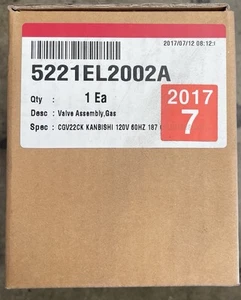 2017/07/12 08:12:
5221EL2002A
Qty : 1 Ea
2017
7
Desc : Valve Assembly,Gas
Spec : CGV22CK KANBISHI 120V 60HZ 187